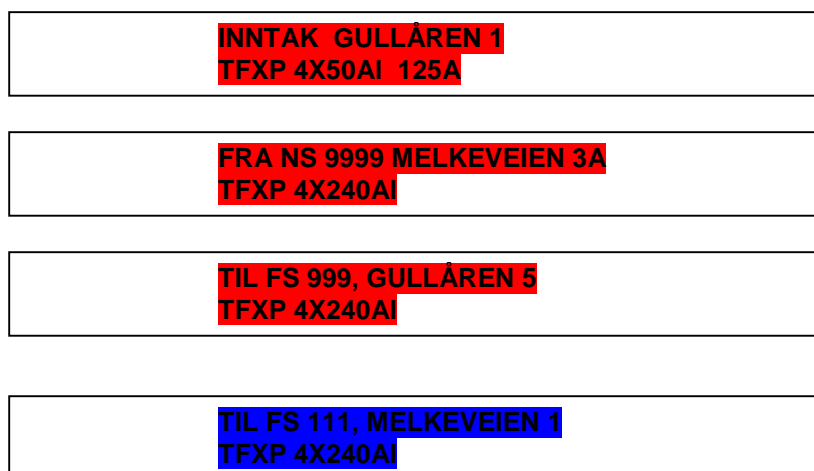 INNTAK  GULLÅREN 1
TFXP 4X50Al  125A
FRA NS 9999 MELKEVEIEN 3A
TFXP 4X240Al
TIL FS 999, GULLÅREN 5
TFXP 4X240Al
TIL FS 111, MELKEVEIEN 1
TFXP 4X240Al